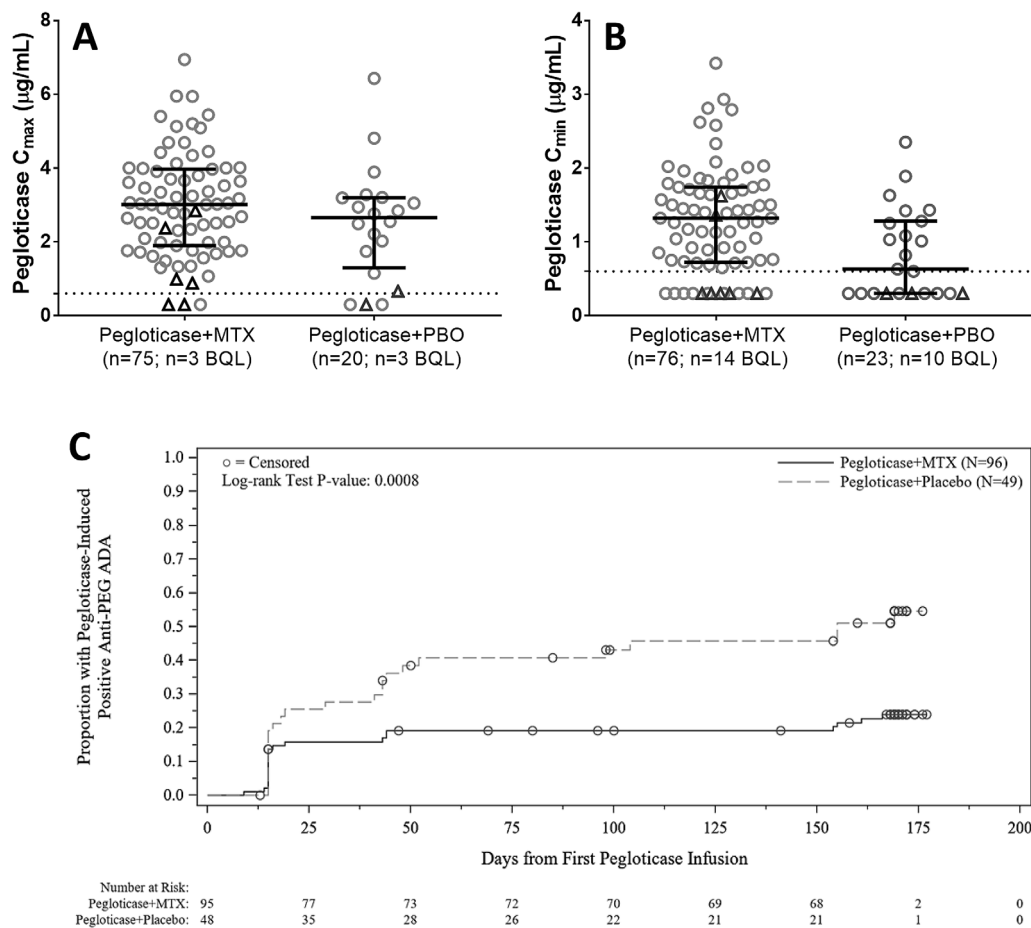 A
Pegloticase Cmax (µg/mL)
8
6
4
2
0
Pegloticase+MTX
(n=75; n=3 BQL)
Pegloticase+PBO
(n=20; n=3 BQL)
B
Pegloticase Cmin (µg/mL)
4
3
2
1
0
Pegloticase+MTX
(n=76; n=14 BQL)
Pegloticase+PBO
(n=23; n=10 BQL)
C
Proportion with Pegloticase-Induced
Positive Anti-PEG ADA
1.0
0.9
0.8
0.7
0.6
0.5
0.4
0.3
0.2
0.1
0.0
○ = Censored
Log-rank Test P-value: 0.0008
Pegloticase+MTX (N=96)
Pegloticase+Placebo (N=49)
0 25 50 75 100 125 150 175 200
Days from First Pegloticase Infusion
Number at Risk:
Pegloticase+MTX: 95 77 73 72 70 69 68 2 0
Pegloticase+Placebo: 48 35 28 26 22 21 21 1 0